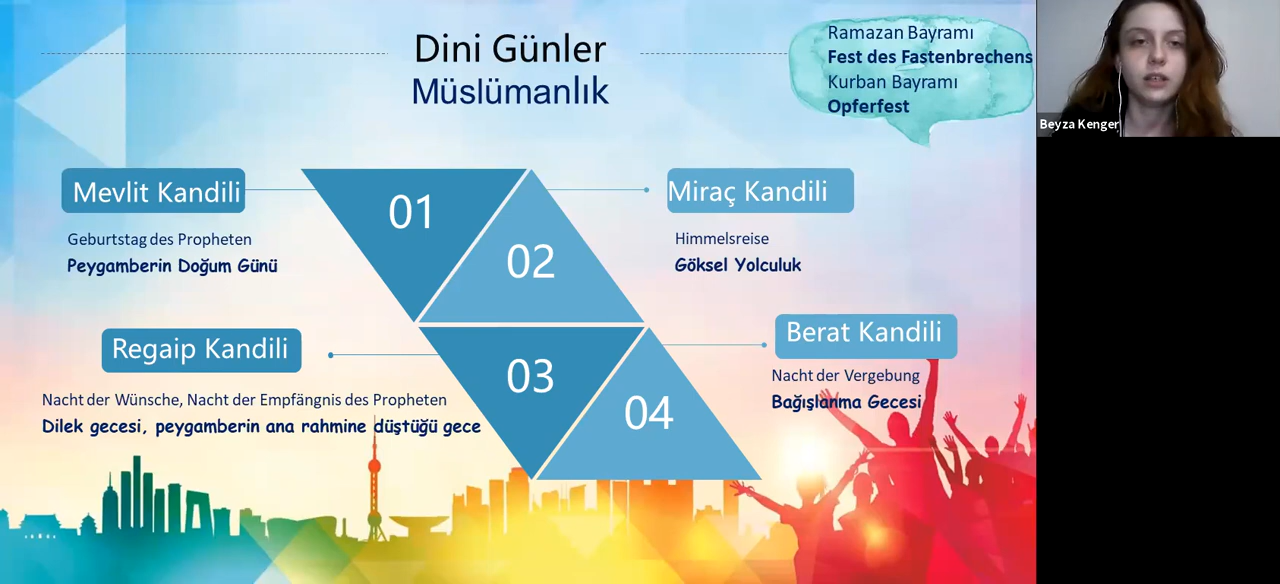 Dini Günler
Müslümanlık
Ramazan Bayramı
Fest des Fastenbrechens
Kurban Bayramı
Opferfest
Beyza Kenger
Mevlit Kandili
Geburtstag des Propheten
Peygamberin Doğum Günü
01
02
Miraç Kandili
Himmelsreise
Göksel Yolculuk
Regaip Kandili
Nacht der Wünsche, Nacht der Empfängnis des Propheten
Dilek gecesi, peygamberin ana rahmine düştüğü gece
03
04
Berat Kandili
Nacht der Vergebung
Bağışlanma Gecesi